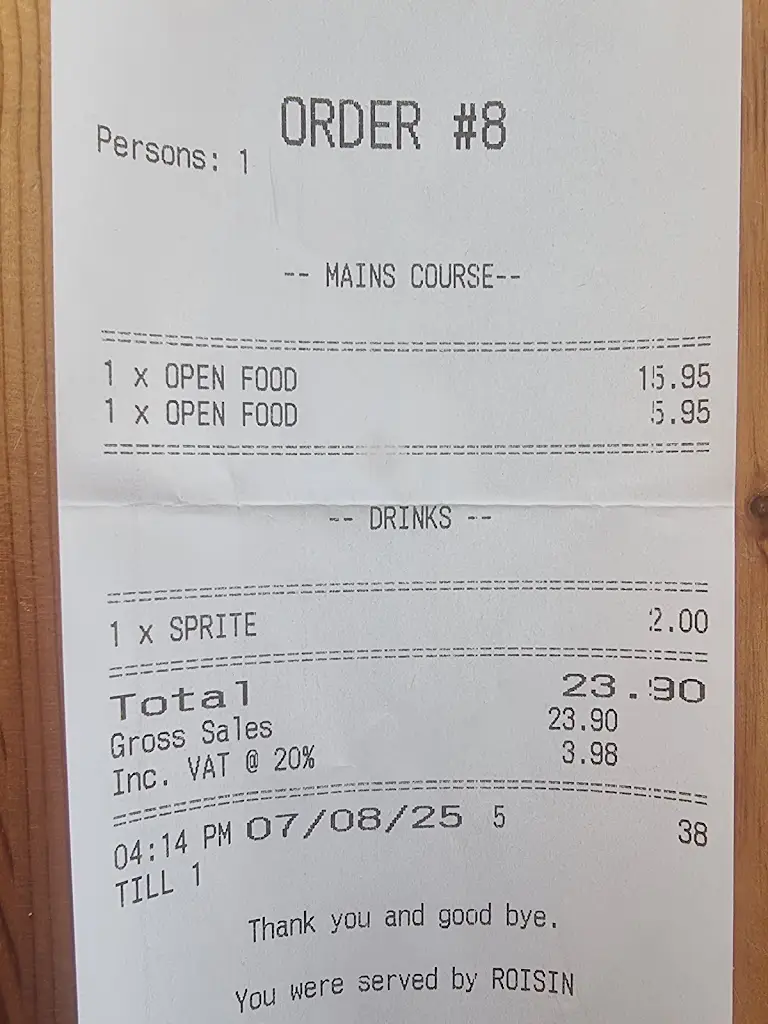 ORDER #8
Persons: 1
-- MAINS COURSE--
1 x OPEN FOOD 15.95
1 x OPEN FOOD 5.95
-- DRINKS --
1 x SPRITE 2.00
Total 23.90
Gross Sales 23.90
Inc. VAT @ 20% 3.98
04:14 PM 07/08/25 5 38
TILL 1
Thank you and good bye.
You were served by ROISIN